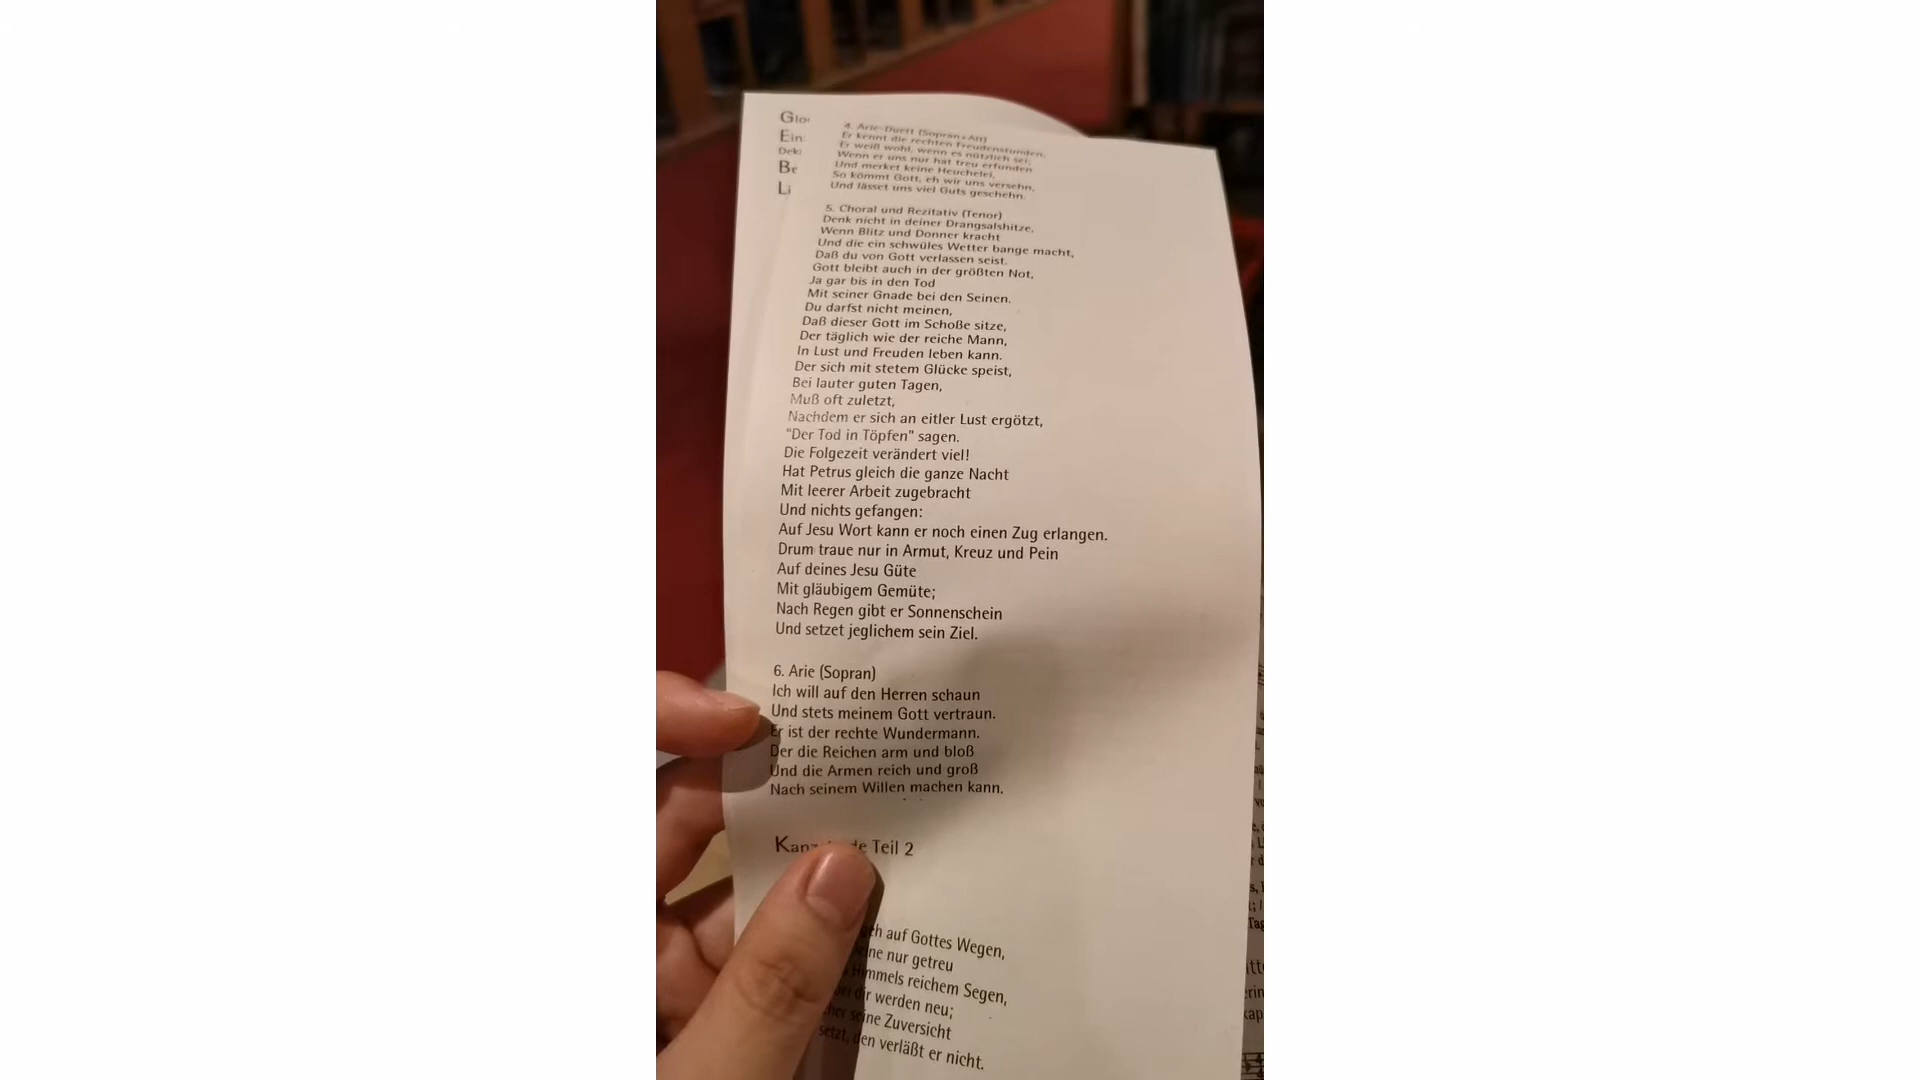 Glo
Ein
Dek
Be
Li
4. Arie-Duett (Sopran+Alt)
Er kennt die rechten Freudenstunden,
Er weiß wohl, wenn es nützlich sei;
Wenn er uns nur hat treu erfunden
Und merket keine Heuchelei,
So kömmt Gott, eh wir uns versehn,
Und lässet uns viel Guts geschehn.
5. Choral und Rezitativ (Tenor)
Denk nicht in deiner Drangsalshitze,
Wenn Blitz und Donner kracht
Und die ein schwüles Wetter bange macht,
Daß du von Gott verlassen seist.
Gott bleibt auch in der größten Not,
Ja gar bis in den Tod
Mit seiner Gnade bei den Seinen.
Du darfst nicht meinen,
Daß dieser Gott im Schoße sitze,
Der täglich wie der reiche Mann,
In Lust und Freuden leben kann.
Der sich mit stetem Glücke speist,
Bei lauter guten Tagen,
Muß oft zuletzt,
Nachdem er sich an eitler Lust ergötzt,
"Der Tod in Töpfen" sagen.
Die Folgezeit verändert viel!
Hat Petrus gleich die ganze Nacht
Mit leerer Arbeit zugebracht
Und nichts gefangen:
Auf Jesu Wort kann er noch einen Zug erlangen.
Drum traue nur in Armut, Kreuz und Pein
Auf deines Jesu Güte
Mit gläubigem Gemüte;
Nach Regen gibt er Sonnenschein
Und setzet jeglichem sein Ziel.
6. Arie (Sopran)
Ich will auf den Herren schaun
Und stets meinem Gott vertraun.
Er ist der rechte Wundermann.
Der die Reichen arm und bloß
Und die Armen reich und groß
Nach seinem Willen machen kann.
Teil 2
auf Gottes Wegen,
nur getreu
Himmels reichem Segen,
dir werden neu;
seine Zuversicht
setzt, den verläßt er nicht.